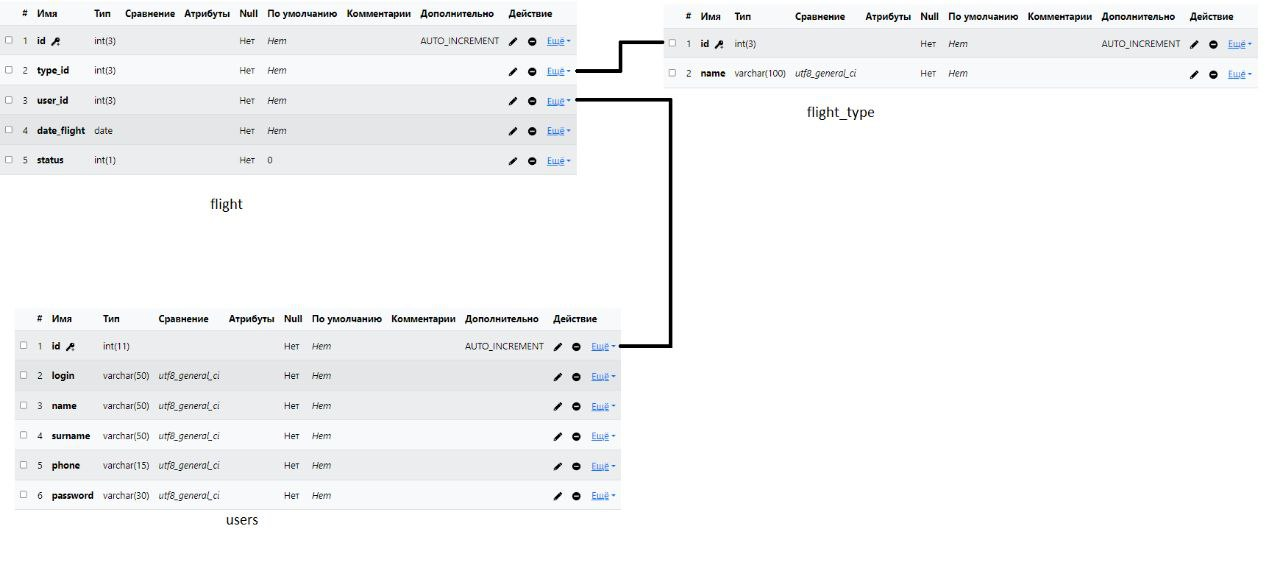 # Имя Тип Сравнение Атрибуты Null По умолчанию Комментарии Дополнительно Действие
1 id int(3) Нет Нет AUTO_INCREMENT Ещё
2 type_id int(3) Нет Нет Ещё
3 user_id int(3) Нет Нет Ещё
4 date_flight date Нет Нет Ещё
5 status int(1) Нет 0 Ещё
flight
# Имя Тип Сравнение Атрибуты Null По умолчанию Комментарии Дополнительно Действие
1 id int(3) Нет Нет AUTO_INCREMENT Ещё
2 name varchar(100) utf8_general_ci Нет Нет Ещё
flight_type
# Имя Тип Сравнение Атрибуты Null По умолчанию Комментарии Дополнительно Действие
1 id int(11) Нет Нет AUTO_INCREMENT Ещё
2 login varchar(50) utf8_general_ci Нет Нет Ещё
3 name varchar(50) utf8_general_ci Нет Нет Ещё
4 surname varchar(50) utf8_general_ci Нет Нет Ещё
5 phone varchar(15) utf8_general_ci Нет Нет Ещё
6 password varchar(30) utf8_general_ci Нет Нет Ещё
users